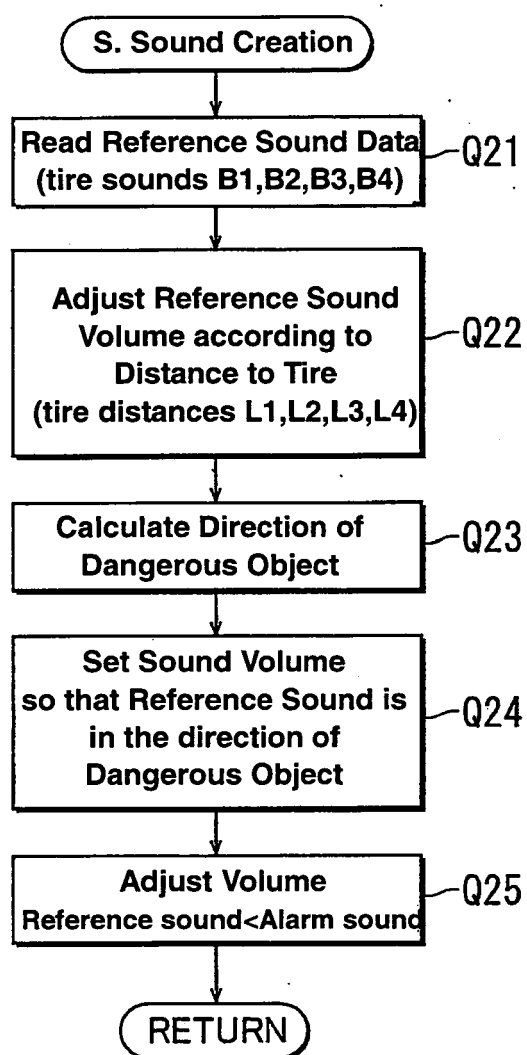 S. Sound Creation
Read Reference Sound Data
(tire sounds B1,B2,B3,B4)
Q21
Adjust Reference Sound
Volume according to
Distance to Tire
(tire distances L1,L2,L3,L4)
Q22
Calculate Direction of
Dangerous Object
Q23
Set Sound Volume
so that Reference Sound is
in the direction of
Dangerous Object
Q24
Adjust Volume
Reference sound<Alarm sound
Q25
RETURN